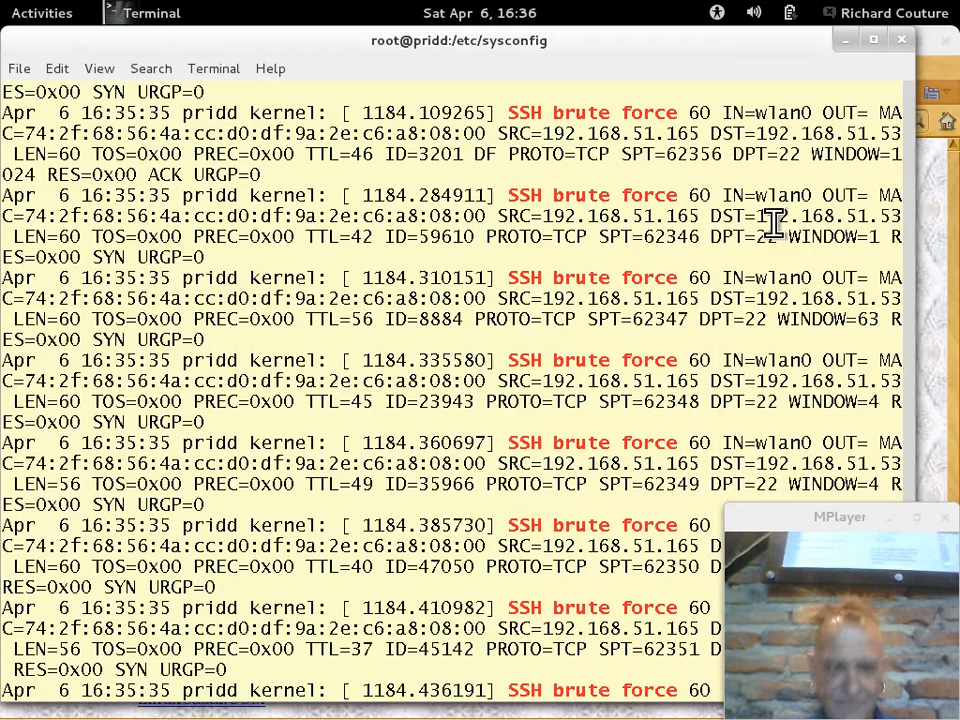 Activities Terminal Sat Apr 6, 16:36 Richard Couture
root@pridd:/etc/sysconfig
File Edit View Search Terminal Help
ES=0x00 SYN URGP=0
Apr  6 16:35:35 pridd kernel: [ 1184.109265] SSH brute force 60 IN=wlan0 OUT= MA
C=74:2f:68:56:4a:cc:d0:df:9a:2e:c6:a8:08:00 SRC=192.168.51.165 DST=192.168.51.53
 LEN=60 TOS=0x00 PREC=0x00 TTL=46 ID=3201 DF PROTO=TCP SPT=62356 DPT=22 WINDOW=1
024 RES=0x00 ACK URGP=0
Apr  6 16:35:35 pridd kernel: [ 1184.284911] SSH brute force 60 IN=wlan0 OUT= MA
C=74:2f:68:56:4a:cc:d0:df:9a:2e:c6:a8:08:00 SRC=192.168.51.165 DST=192.168.51.53
 LEN=60 TOS=0x00 PREC=0x00 TTL=42 ID=59610 PROTO=TCP SPT=62346 DPT=22 WINDOW=1 R
ES=0x00 SYN URGP=0
Apr  6 16:35:35 pridd kernel: [ 1184.310151] SSH brute force 60 IN=wlan0 OUT= MA
C=74:2f:68:56:4a:cc:d0:df:9a:2e:c6:a8:08:00 SRC=192.168.51.165 DST=192.168.51.53
 LEN=60 TOS=0x00 PREC=0x00 TTL=56 ID=8884 PROTO=TCP SPT=62347 DPT=22 WINDOW=63 R
ES=0x00 SYN URGP=0
Apr  6 16:35:35 pridd kernel: [ 1184.335580] SSH brute force 60 IN=wlan0 OUT= MA
C=74:2f:68:56:4a:cc:d0:df:9a:2e:c6:a8:08:00 SRC=192.168.51.165 DST=192.168.51.53
 LEN=60 TOS=0x00 PREC=0x00 TTL=45 ID=23943 PROTO=TCP SPT=62348 DPT=22 WINDOW=4 R
ES=0x00 SYN URGP=0
Apr  6 16:35:35 pridd kernel: [ 1184.360697] SSH brute force 60 IN=wlan0 OUT= MA
C=74:2f:68:56:4a:cc:d0:df:9a:2e:c6:a8:08:00 SRC=192.168.51.165 DST=192.168.51.53
 LEN=56 TOS=0x00 PREC=0x00 TTL=49 ID=35966 PROTO=TCP SPT=62349 DPT=22 WINDOW=4 R
ES=0x00 SYN URGP=0
Apr  6 16:35:35 pridd kernel: [ 1184.385730] SSH brute force 60
C=74:2f:68:56:4a:cc:d0:df:9a:2e:c6:a8:08:00 SRC=192.168.51.165 D
 LEN=60 TOS=0x00 PREC=0x00 TTL=40 ID=47050 PROTO=TCP SPT=62350 D
RES=0x00 SYN URGP=0
Apr  6 16:35:35 pridd kernel: [ 1184.410982] SSH brute force 60
C=74:2f:68:56:4a:cc:d0:df:9a:2e:c6:a8:08:00 SRC=192.168.51.165 D
 LEN=56 TOS=0x00 PREC=0x00 TTL=37 ID=45142 PROTO=TCP SPT=62351 D
 RES=0x00 SYN URGP=0
Apr  6 16:35:35 pridd kernel: [ 1184.436191] SSH brute force 60
MPlayer